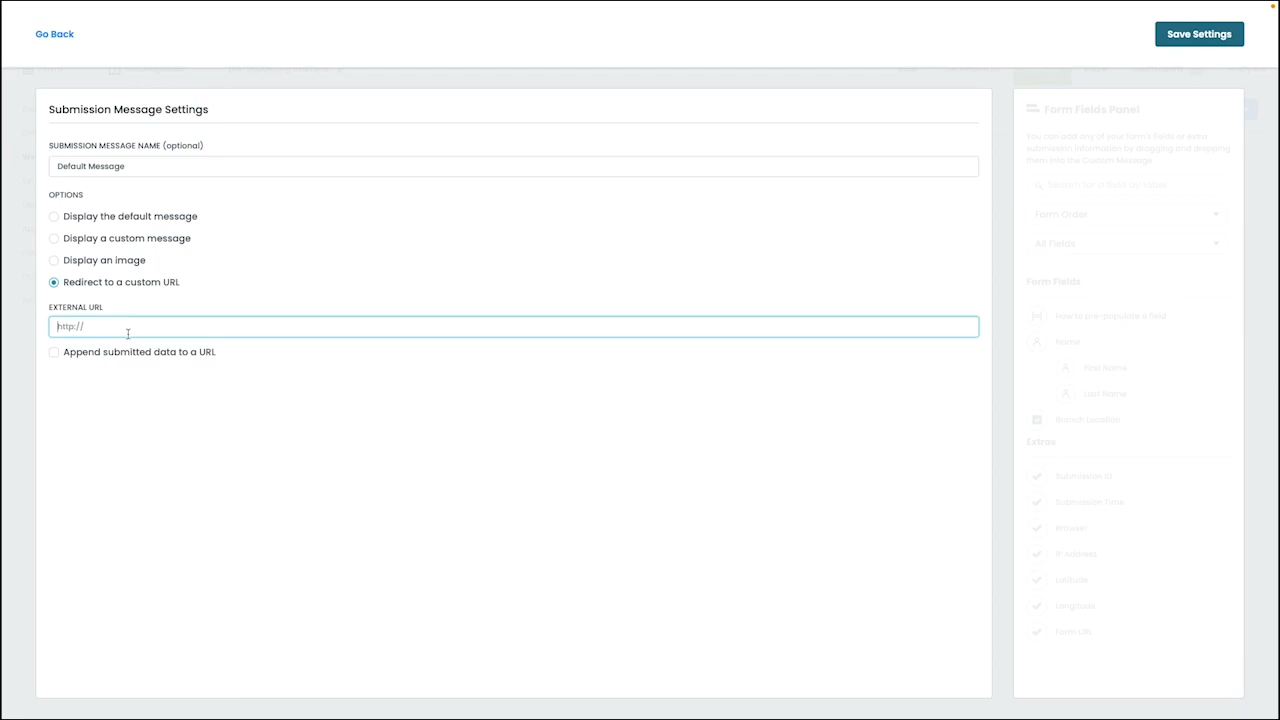 Go Back
Save Settings
Submission Message Settings
SUBMISSION MESSAGE NAME (optional)
Default Message
OPTIONS
Display the default message
Display a custom message
Display an image
Redirect to a custom URL
EXTERNAL URL
http://
Append submitted data to a URL
Form Fields Panel
You can add any of your form's fields or extra
submission information by dragging and dropping
them into the Custom Message.
Search for a field by label
Form Order
All Fields
Form Fields
How to pre-populate a field
Name
First Name
Last Name
Branch Location
Extras
Submission ID
Submission Time
Browser
IP Address
Latitude
Longitude
Form URL